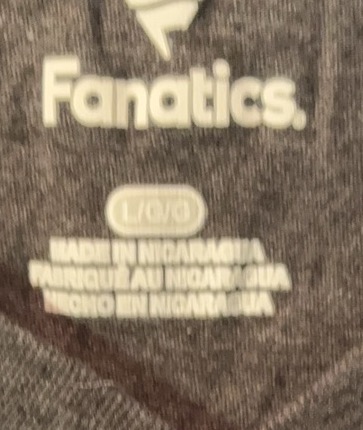 Fanatics.
L/G/G
MADE IN NICARAGUA
FABRIQUÉ AU NICARAGUA
HECHO EN NICARAGUA